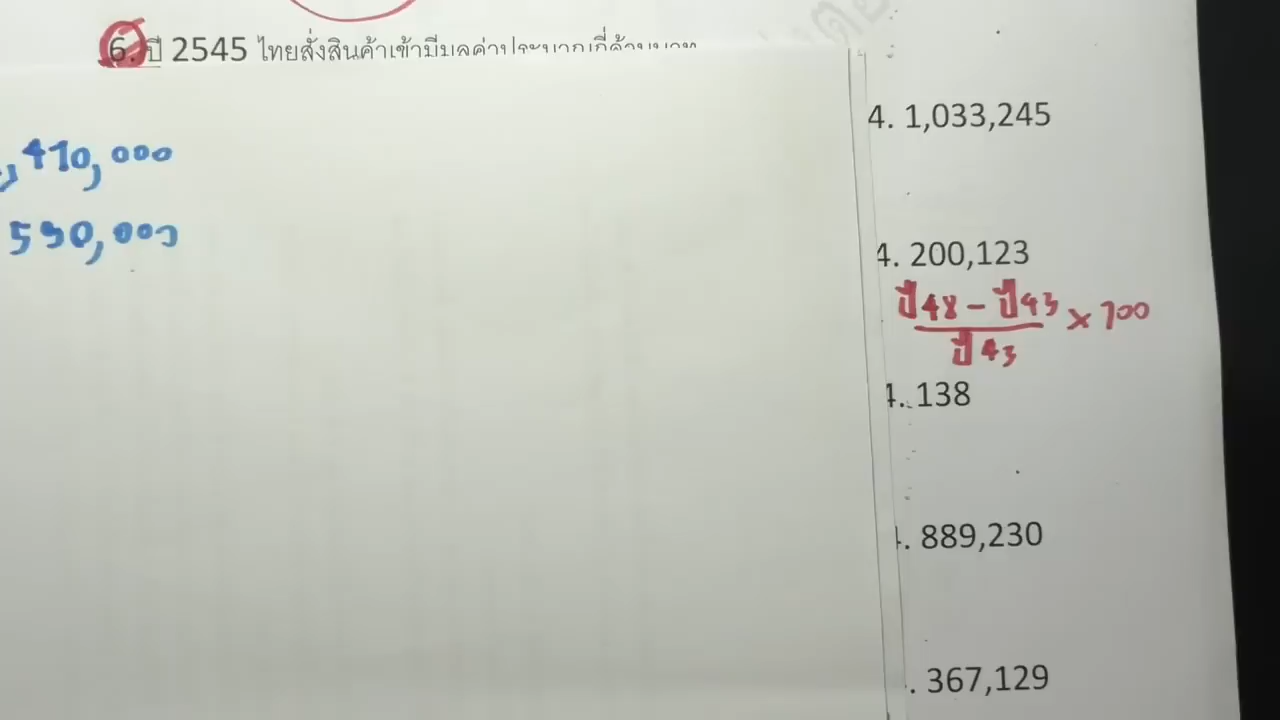 6. ปี 2545 ไทยสั่งสินค้าเข้ามีมูลค่าประมาณกี่ล้านบาท
4. 1,033,245
,410,000
590,000
4. 200,123
ปี 48 - ปี 43 × 100
ปี 43
4. 138
4. 889,230
. 367,129